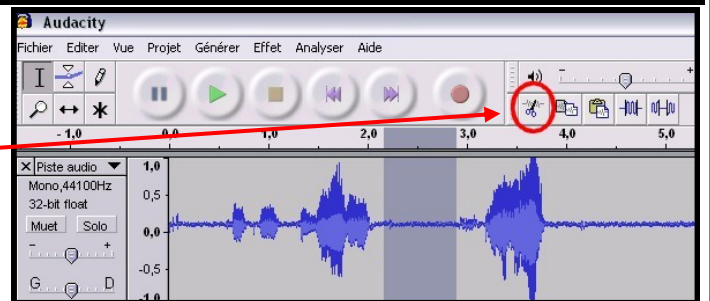 Audacity
Fichier Editer Vue Projet Générer Effet Analyser Aide
- +
- 1,0 0,0 1,0 2,0 3,0 4,0 5,0
× Piste audio
Mono,44100Hz
32-bit float
Muet Solo
- +
G D
1,0
0,5
0,0
-0,5
-1,0